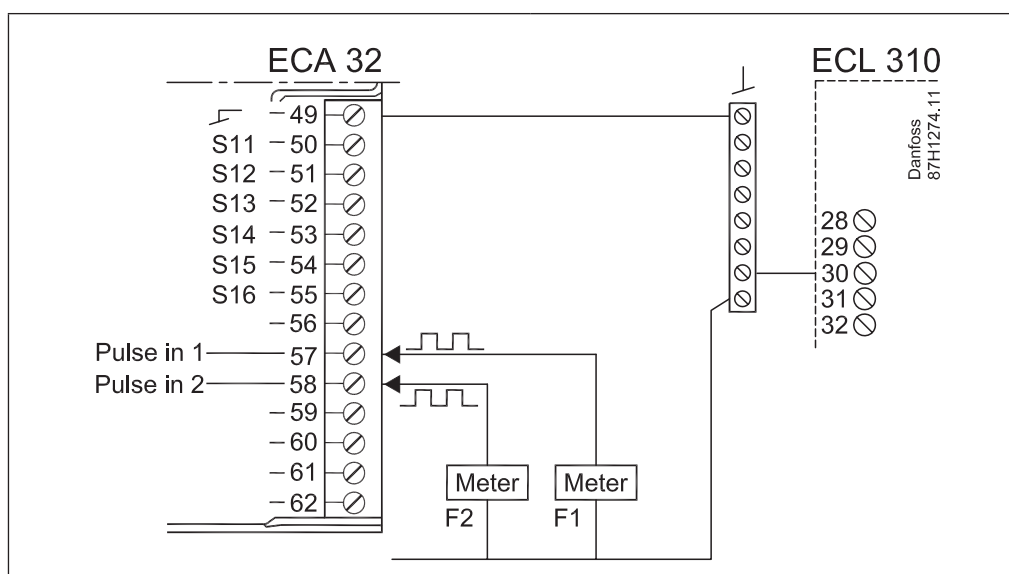 ECA 32
ECL 310
Danfoss
87H1274.11
49
S11 50
S12 51
S13 52
S14 53
S15 54
S16 55
56
Pulse in 1 57
Pulse in 2 58
59
60
61
62
28
29
30
31
32
Meter Meter
F2 F1